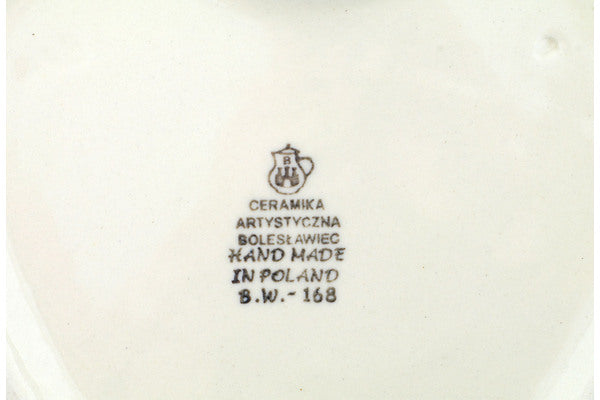 B
CERAMIKA
ARTYSTYCZNA
BOLESŁAWIEC
HAND MADE
IN POLAND
B.W.-168